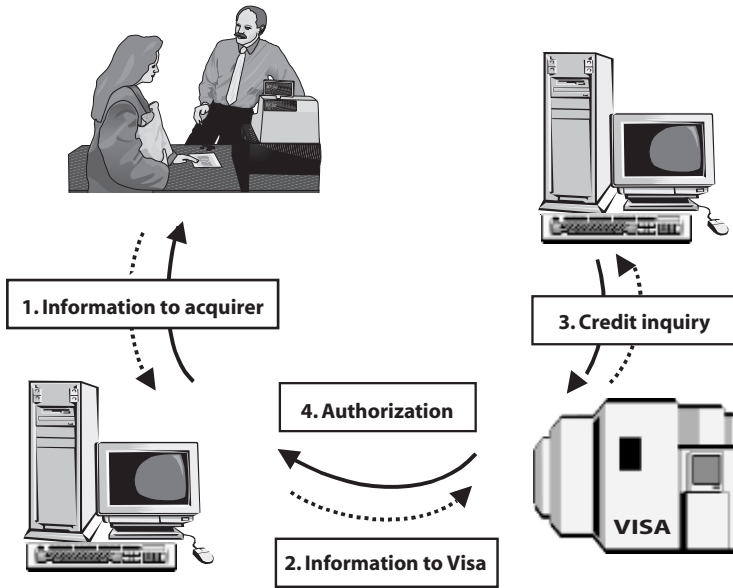 1. Information to acquirer
3. Credit inquiry
4. Authorization
VISA
2. Information to Visa